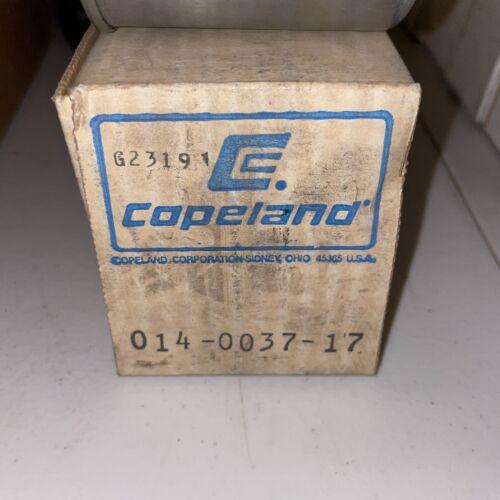 G23191
Copeland
COPELAND CORPORATION-SIDNEY, OHIO 45365 U.S.A.
014-0037-17